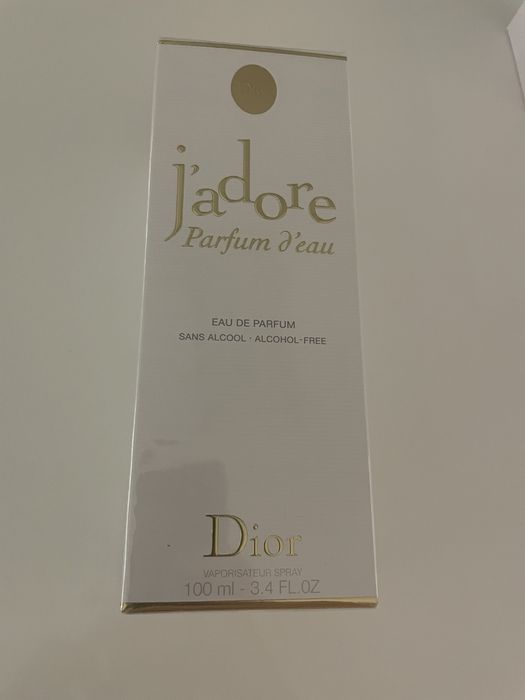 Dior
j'adore
Parfum d'eau
EAU DE PARFUM
SANS ALCOOL · ALCOHOL-FREE
Dior
VAPORISATEUR SPRAY
100 ml - 3.4 FL.OZ